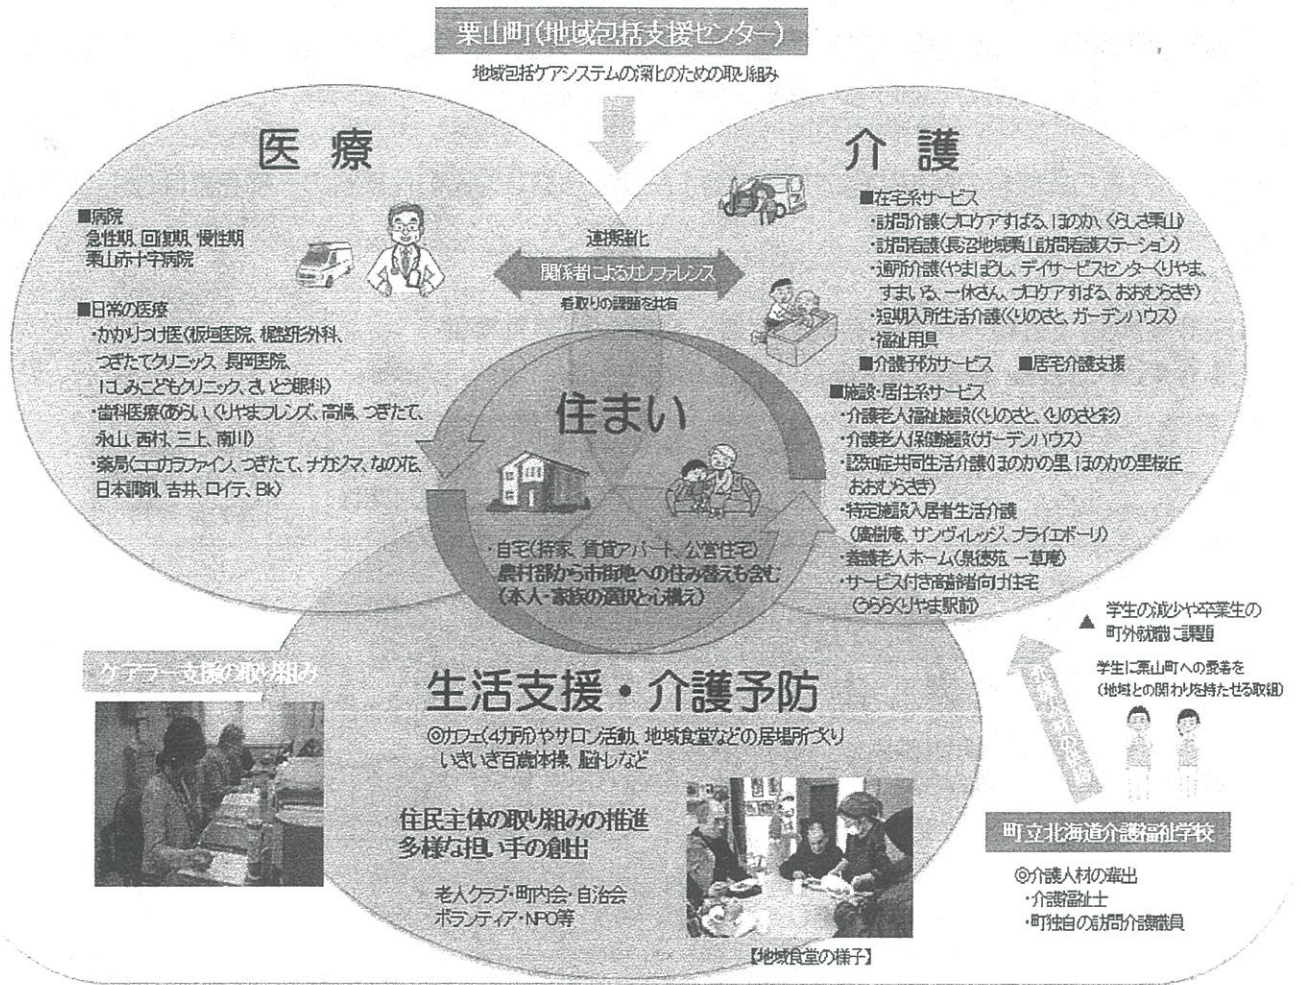 栗山町(地域包括支援センター)
地域包括ケアシステムの深化のための取り組み
医療
■病院
急性期、回復期、慢性期
栗山赤十字病院
■日常の医療
・かかりつけ医(板垣医院、梶整形外科、
つぎたてクリニック、長岡医院、
にしみこどもクリニック、さいとう眼科)
・歯科医療(あらい、くりやまフレンズ、高橋、つぎたて、
永山、西村、三上、南川)
・薬局(ココカラファイン、つぎたて、ナカジマ、なの花、
日本調剤、吉井、ロイテ、Bk)
連携強化
関係者によるカンファレンス
看取りの課題を共有
介護
■在宅系サービス
・訪問介護(プロケアすばる、ほのか、くらしさ栗山)
・訪問看護(長沼地域栗山訪問看護ステーション)
・通所介護(やまぼうし、デイサービスセンターくりやま、
すまいる、一休さん、プロケアすばる、おおむらさき)
・短期入所生活介護(くりのさと、ガーデンハウス)
・福祉用具
■介護予防サービス ■居宅介護支援
■施設・居住系サービス
・介護老人福祉施設(くりのさと、くりのさと彩)
・介護老人保健施設(ガーデンハウス)
・認知症共同生活介護(ほのかの里、ほのかの里桜丘、
おおむらさき)
・特定施設入居者生活介護
(廣樹庵、サンヴィレッジ、プライエボーリ)
・養護老人ホーム(泉徳苑、一草庵)
・サービス付き高齢者向け住宅
(うららくりやま駅前)
住まい
・自宅(持家、賃貸アパート、公営住宅)
農村部から市街地への住み替えも含む
(本人・家族の選択と心構え)
ケアラー支援の取り組み
生活支援・介護予防
◎カフェ(4カ所)やサロン活動、地域食堂などの居場所づくり
いきいき百歳体操、脳トレなど
住民主体の取り組みの推進
多様な担い手の創出
老人クラブ・町内会・自治会
ボランティア・NPO等
【地域食堂の様子】
▲ 学生の減少や卒業生の
町外就職に課題
学生に栗山町への愛着を
(地域との関わりを持たせる取組)
町立北海道介護福祉学校
◎介護人材の輩出
・介護福祉士
・町独自の訪問介護職員